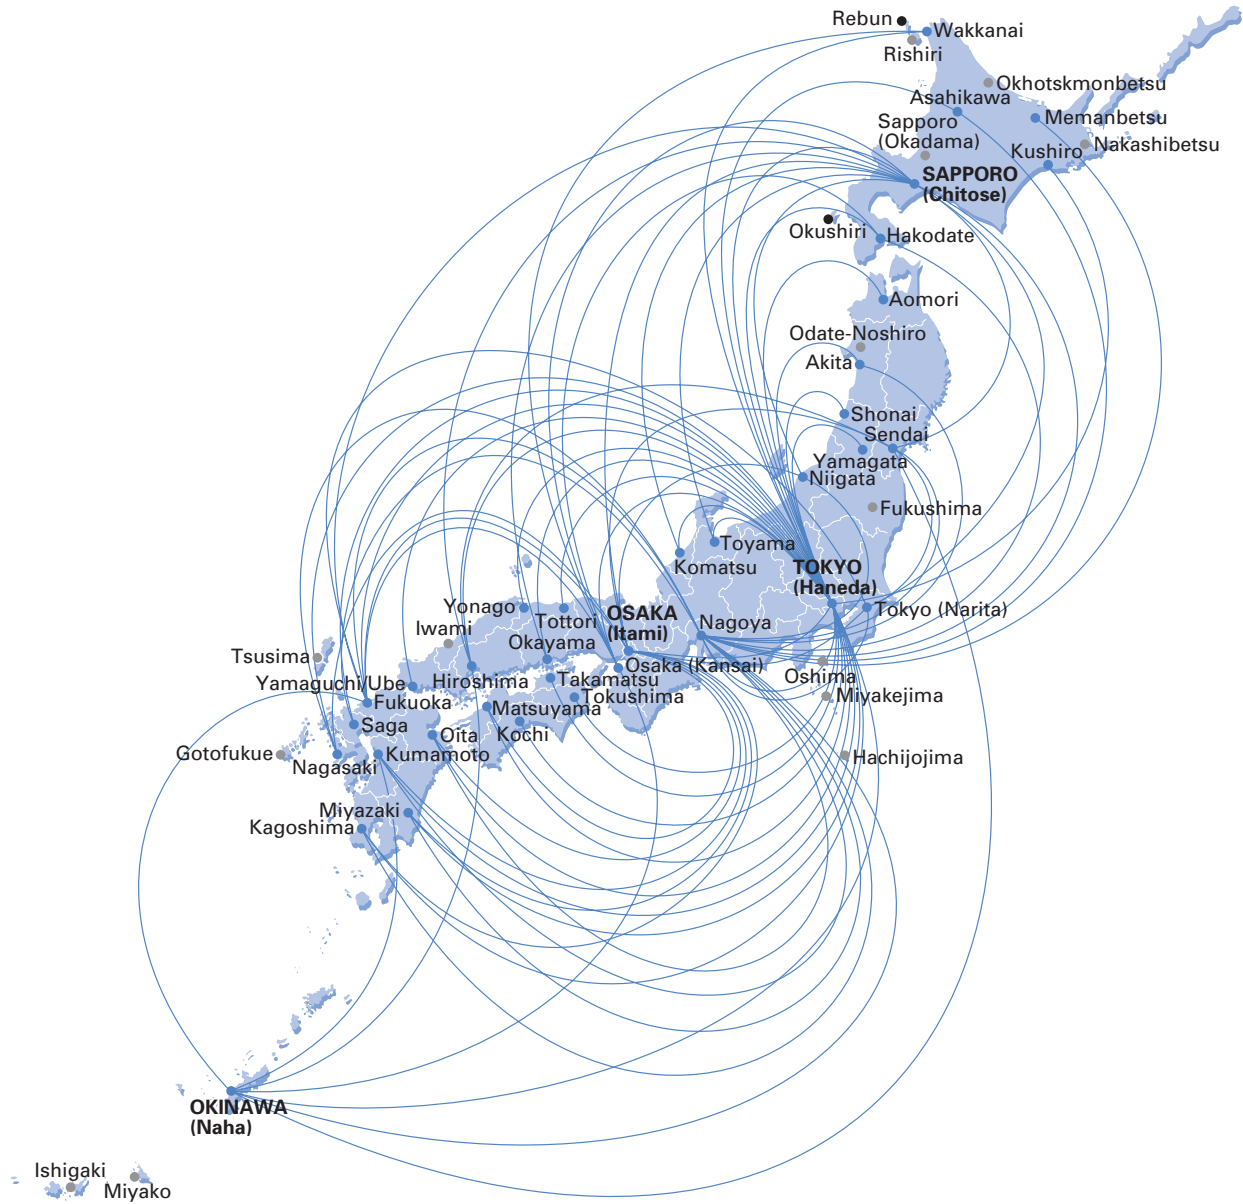 Rebun
Wakkanai
Rishiri
Okhotskmonbetsu
Asahikawa
Memanbetsu
Sapporo
(Okadama)
Nakashibetsu
Kushiro
SAPPORO
(Chitose)
Okushiri
Hakodate
Aomori
Odate-Noshiro
Akita
Shonai
Sendai
Yamagata
Niigata
Fukushima
Toyama
Komatsu
TOKYO
(Haneda)
Tokyo (Narita)
Yonago
Tottori
OSAKA
(Itami)
Nagoya
Iwami
Okayama
Tsusima
Osaka (Kansai)
Oshima
Yamaguchi/Ube
Hiroshima
Takamatsu
Tokushima
Miyakejima
Fukuoka
Matsuyama
Saga
Oita
Kochi
Gotofukue
Nagasaki
Kumamoto
Hachijojima
Miyazaki
Kagoshima
OKINAWA
(Naha)
Ishigaki
Miyako